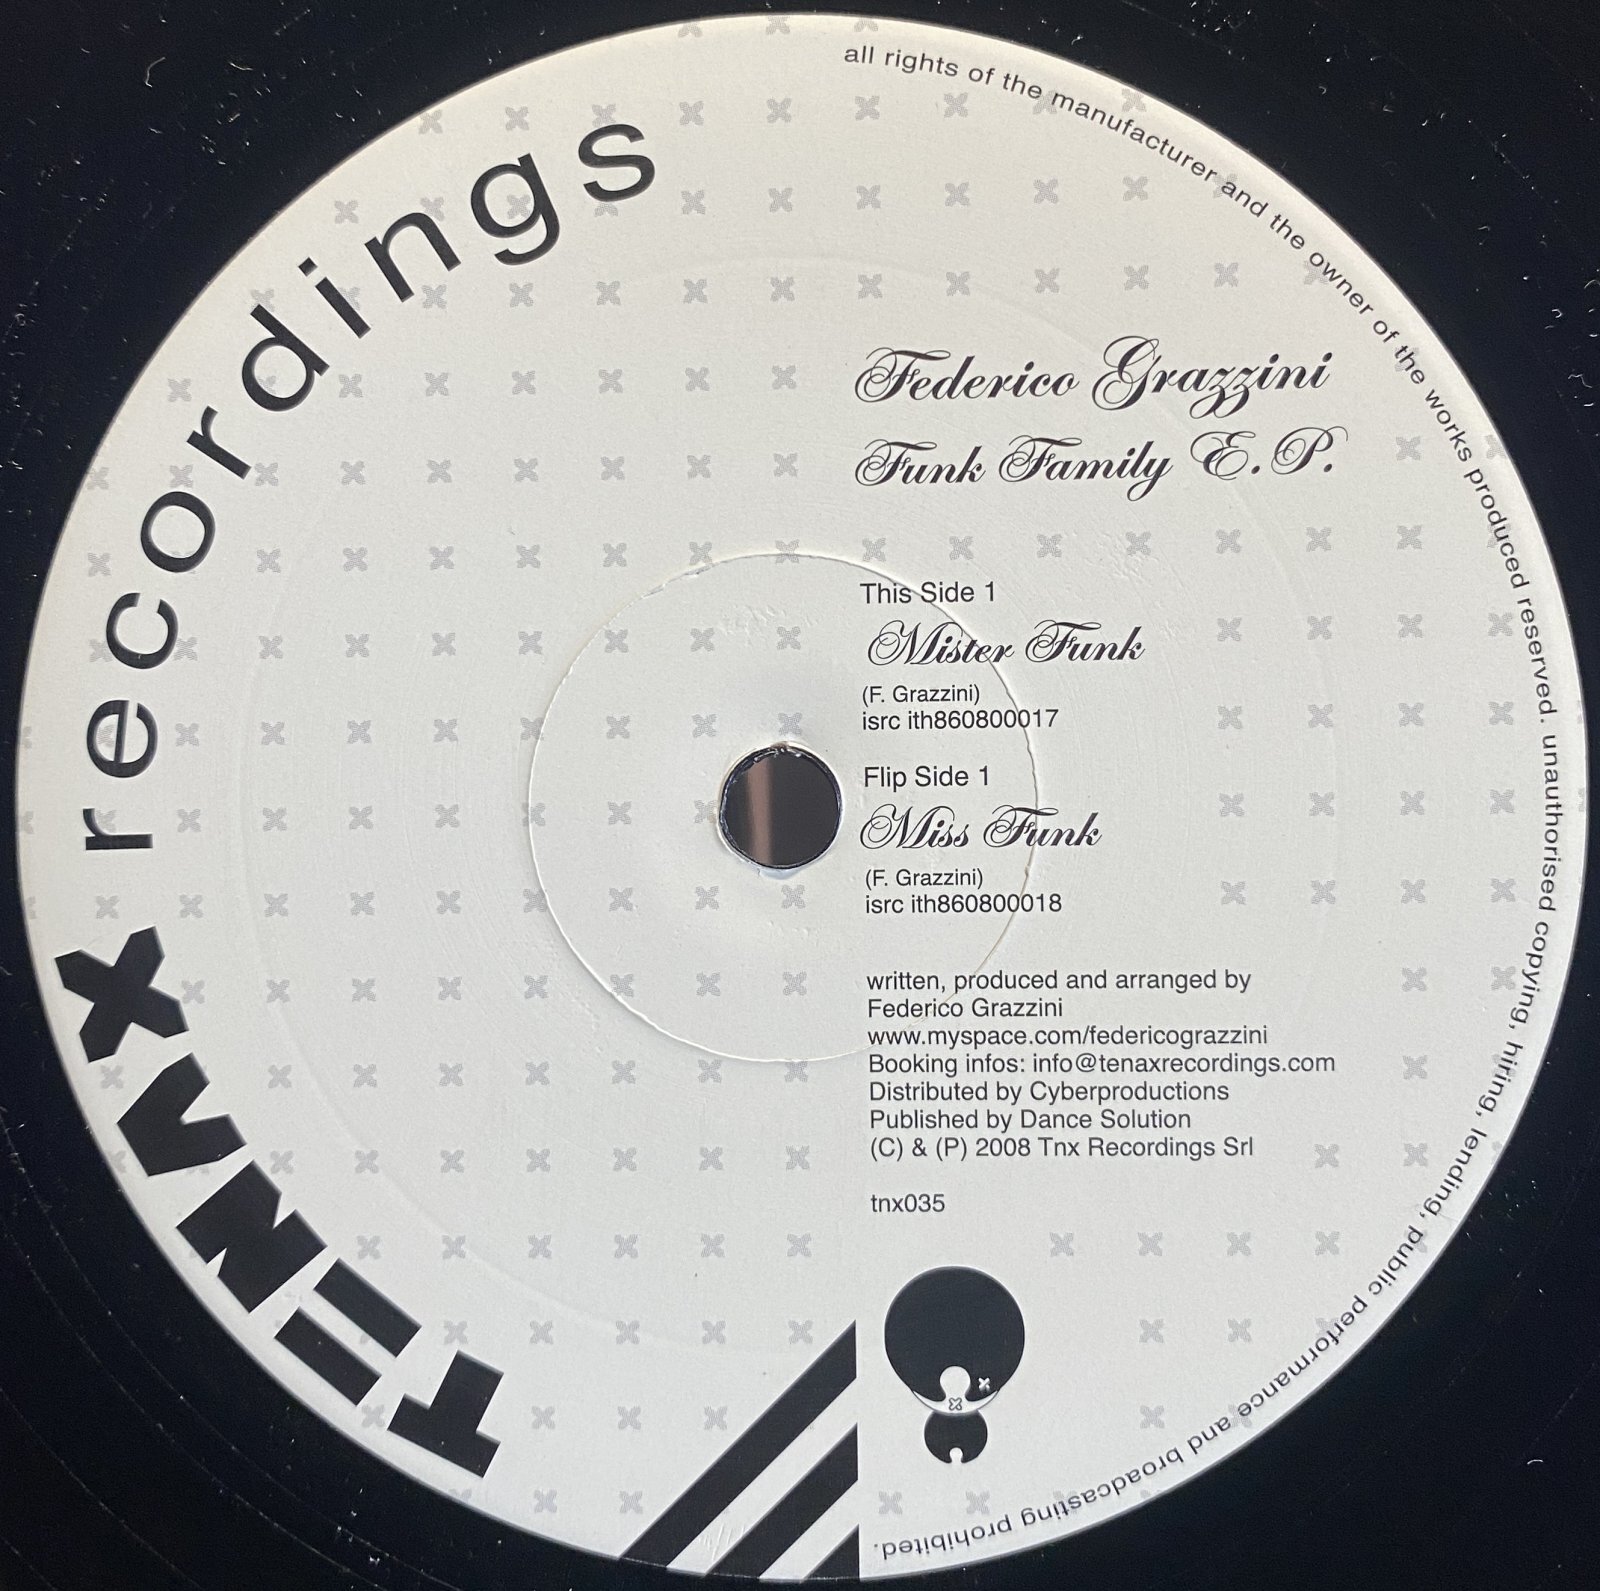 TENAX recordings
all rights of the manufacturer and the owner of the works produced reserved. unauthorised copying, hiring, lending, public performance and broadcasting prohibited.
Federico Grazzini
Funk Family E.P.
This Side 1
Mister Funk
(F. Grazzini)
isrc ith860800017
Flip Side 1
Miss Funk
(F. Grazzini)
isrc ith860800018
written, produced and arranged by
Federico Grazzini
www.myspace.com/federicograzzini
Booking infos: info@tenaxrecordings.com
Distributed by Cyberproductions
Published by Dance Solution
(C) & (P) 2008 Tnx Recordings Srl
tnx035